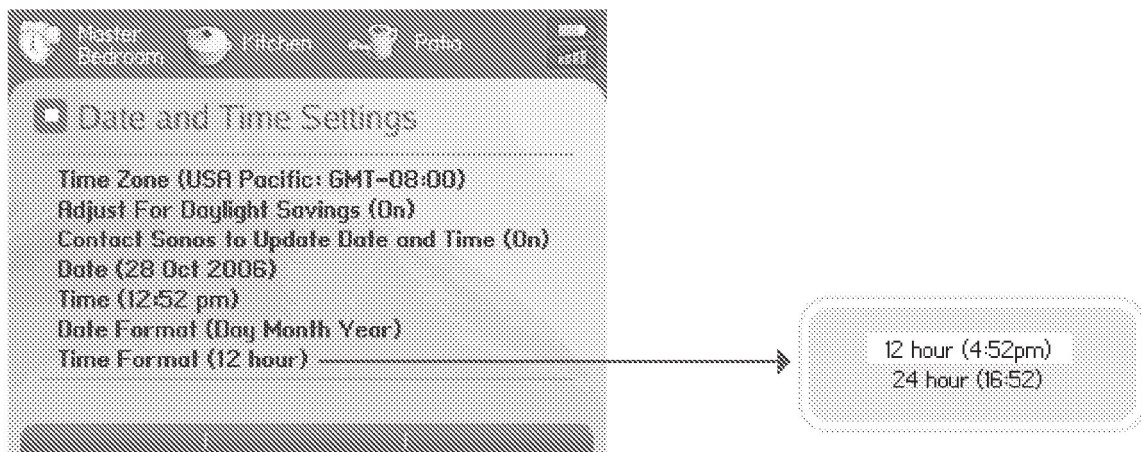 Master
Bedroom
Kitchen
Patio
Date and Time Settings
Time Zone (USA Pacific: GMT-08:00)
Adjust For Daylight Savings (On)
Contact Sonos to Update Date and Time (On)
Date (28 Oct 2006)
Time (12:52 pm)
Date Format (Day Month Year)
Time Format (12 hour)
12 hour (4:52pm)
24 hour (16:52)